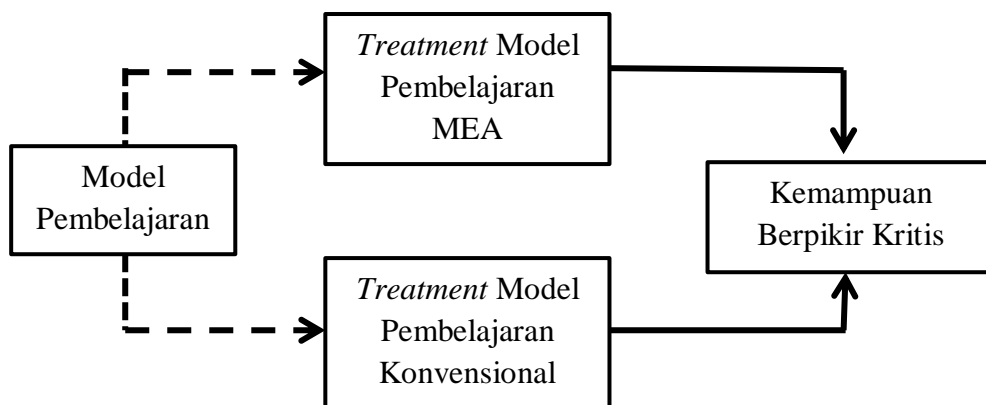 Treatment Model
Pembelajaran
MEA
Model
Pembelajaran
Kemampuan
Berpikir Kritis
Treatment Model
Pembelajaran
Konvensional